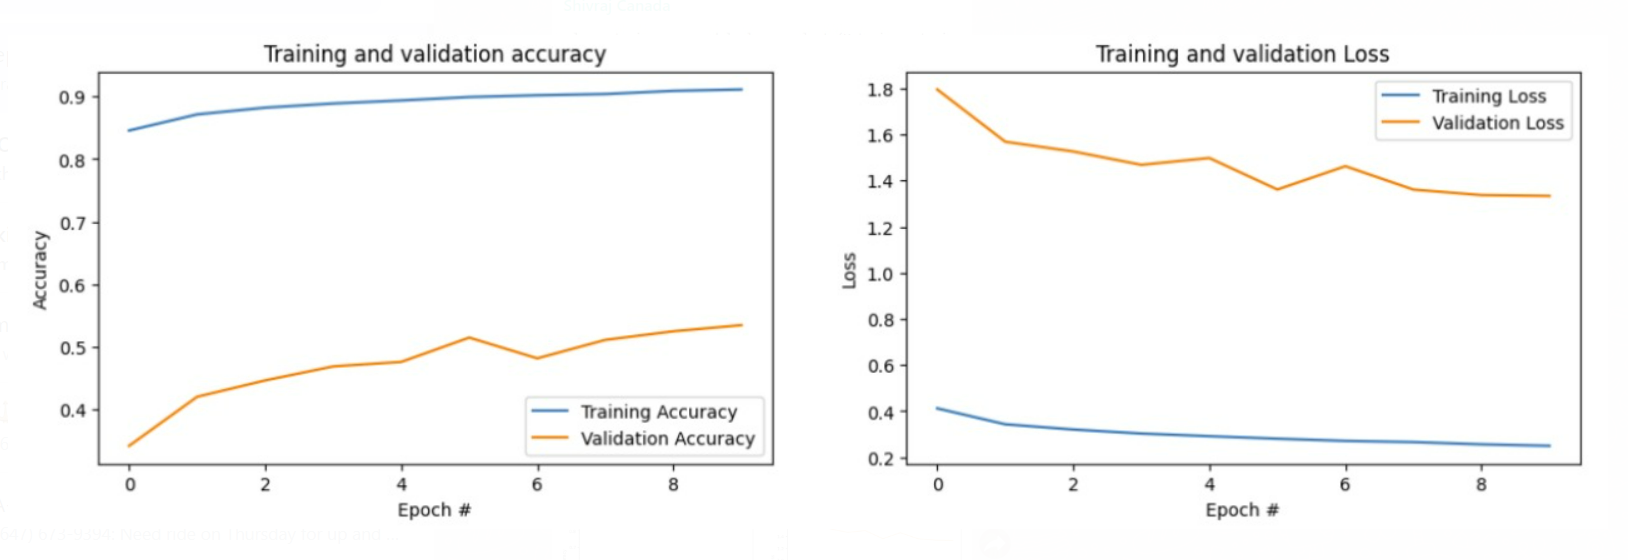 Training and validation accuracy
0.9
0.8
0.7
0.6
0.5
0.4
Accuracy
Training Accuracy
Validation Accuracy
0 2 4 6 8
Epoch #
Training and validation Loss
1.8
1.6
1.4
1.2
1.0
0.8
0.6
0.4
0.2
Loss
Training Loss
Validation Loss
0 2 4 6 8
Epoch #